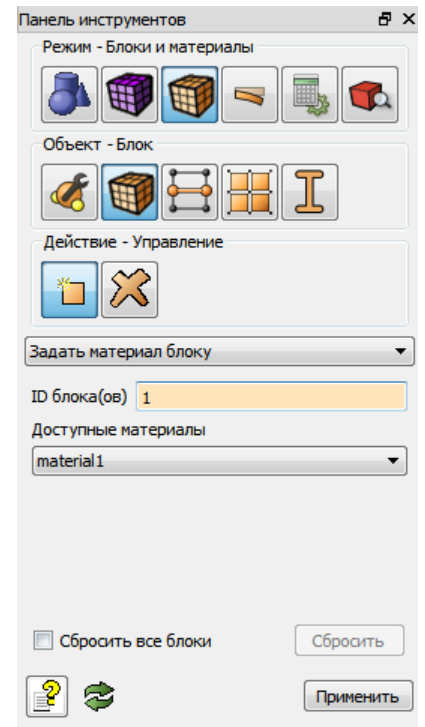 Панель инструментов
Режим - Блоки и материалы
Объект - Блок
Действие - Управление
Задать материал блоку
ID блока(ов) 1
Доступные материалы
material1
Сбросить все блоки Сбросить
Применить